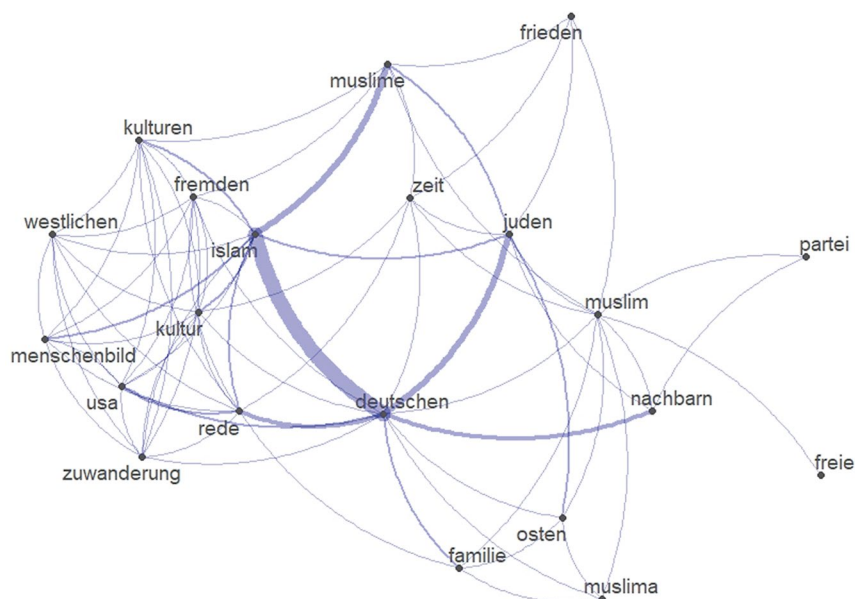 frieden
muslime
kulturen
fremden
zeit
westlichen
juden
islam
partei
muslim
kultur
menschenbild
nachbarn
usa
deutschen
rede
freie
zuwanderung
osten
familie
muslima